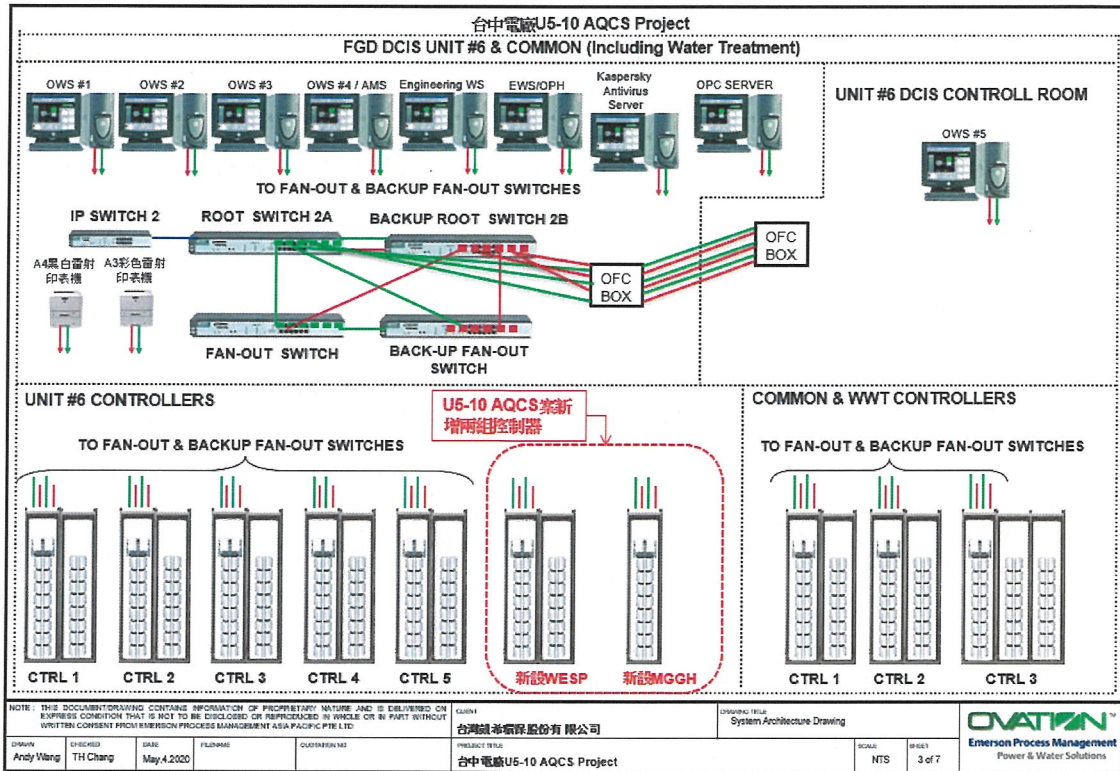 台中電廠U5-10 AQCS Project
FGD DCIS UNIT #6 & COMMON (Including Water Treatment)
OWS #1
OWS #2
OWS #3
OWS #4 / AMS
Engineering WS
EWS/OPH
Kaspersky
Antivirus
Server
OPC SERVER
UNIT #6 DCIS CONTROLL ROOM
OWS #5
TO FAN-OUT & BACKUP FAN-OUT SWITCHES
IP SWITCH 2
ROOT SWITCH 2A
BACKUP ROOT SWITCH 2B
A4黑白雷射
印表機
A3彩色雷射
印表機
OFC
BOX
OFC
BOX
FAN-OUT SWITCH
BACK-UP FAN-OUT
SWITCH
UNIT #6 CONTROLLERS
U5-10 AQCS案新
增兩組控制器
COMMON & WWT CONTROLLERS
TO FAN-OUT & BACKUP FAN-OUT SWITCHES
TO FAN-OUT & BACKUP FAN-OUT SWITCHES
CTRL 1
CTRL 2
CTRL 3
CTRL 4
CTRL 5
新設WESP
新設MGGH
CTRL 1
CTRL 2
CTRL 3
NOTE : THIS DOCUMENT/DRAWING CONTAINS INFORMATION OF PROPRIETARY NATURE AND IS DELIVERED ON
EXPRESS CONDITION THAT IS NOT TO BE DISCLOSED OR REPRODUCED IN WHOLE OR IN PART WITHOUT
WRITTEN CONSENT FROM EMERSON PROCESS MANAGEMENT ASIA PACIFIC PTE LTD
CLIENT
台灣凱希環保股份有限公司
DRAWING TITLE
System Architecture Drawing
DRAWN
Andy Wang
CHECKED
TH Chang
DATE
May.4.2020
FILENAME
QUOTATION NO
PROJECT TITLE
台中電廠U5-10 AQCS Project
SCALE
NTS
SHEET
3 of 7
OVATION™
Emerson Process Management
Power & Water Solutions